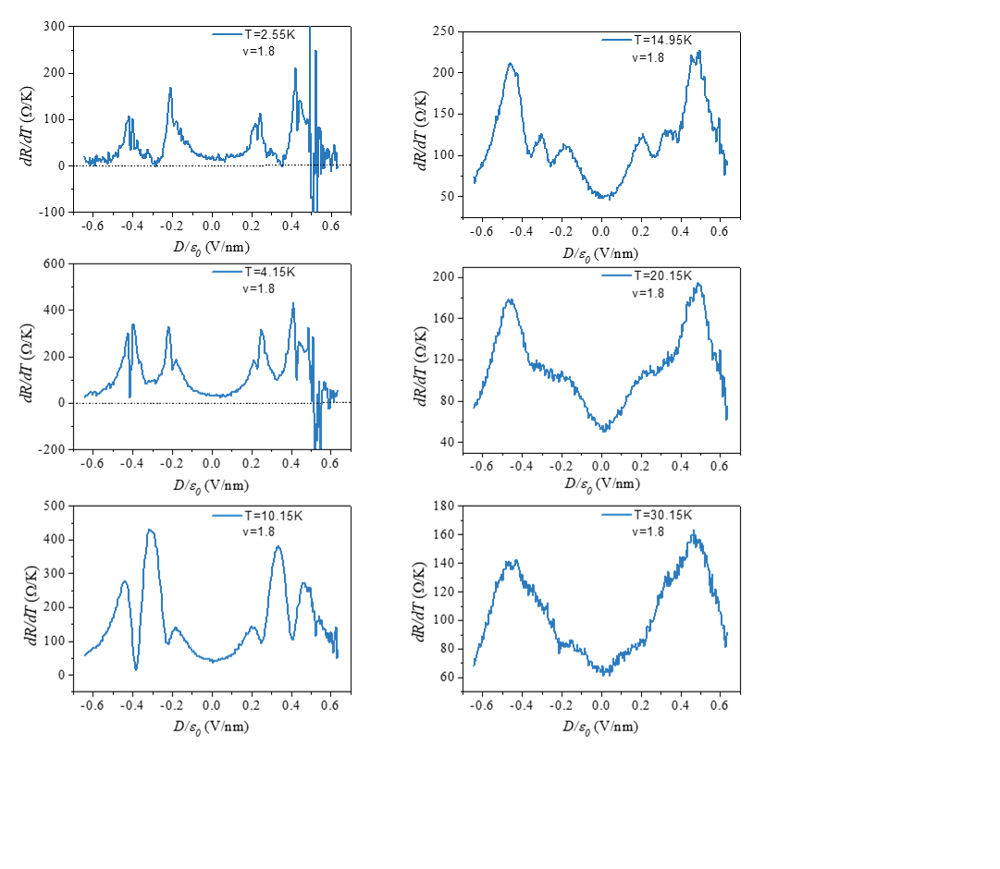 300
200
100
0
-100
dR/dT (Ω/K)
T=2.55K
v=1.8
-0.6 -0.4 -0.2 0.0 0.2 0.4 0.6
D/ε0 (V/nm)
250
200
150
100
50
dR/dT (Ω/K)
T=14.95K
v=1.8
-0.6 -0.4 -0.2 0.0 0.2 0.4 0.6
D/ε0 (V/nm)
600
400
200
0
-200
dR/dT (Ω/K)
T=4.15K
v=1.8
-0.6 -0.4 -0.2 0.0 0.2 0.4 0.6
D/ε0 (V/nm)
200
160
120
80
40
dR/dT (Ω/K)
T=20.15K
v=1.8
-0.6 -0.4 -0.2 0.0 0.2 0.4 0.6
D/ε0 (V/nm)
500
400
300
200
100
0
dR/dT (Ω/K)
T=10.15K
v=1.8
-0.6 -0.4 -0.2 0.0 0.2 0.4 0.6
D/ε0 (V/nm)
180
160
140
120
100
80
60
dR/dT (Ω/K)
T=30.15K
v=1.8
-0.6 -0.4 -0.2 0.0 0.2 0.4 0.6
D/ε0 (V/nm)